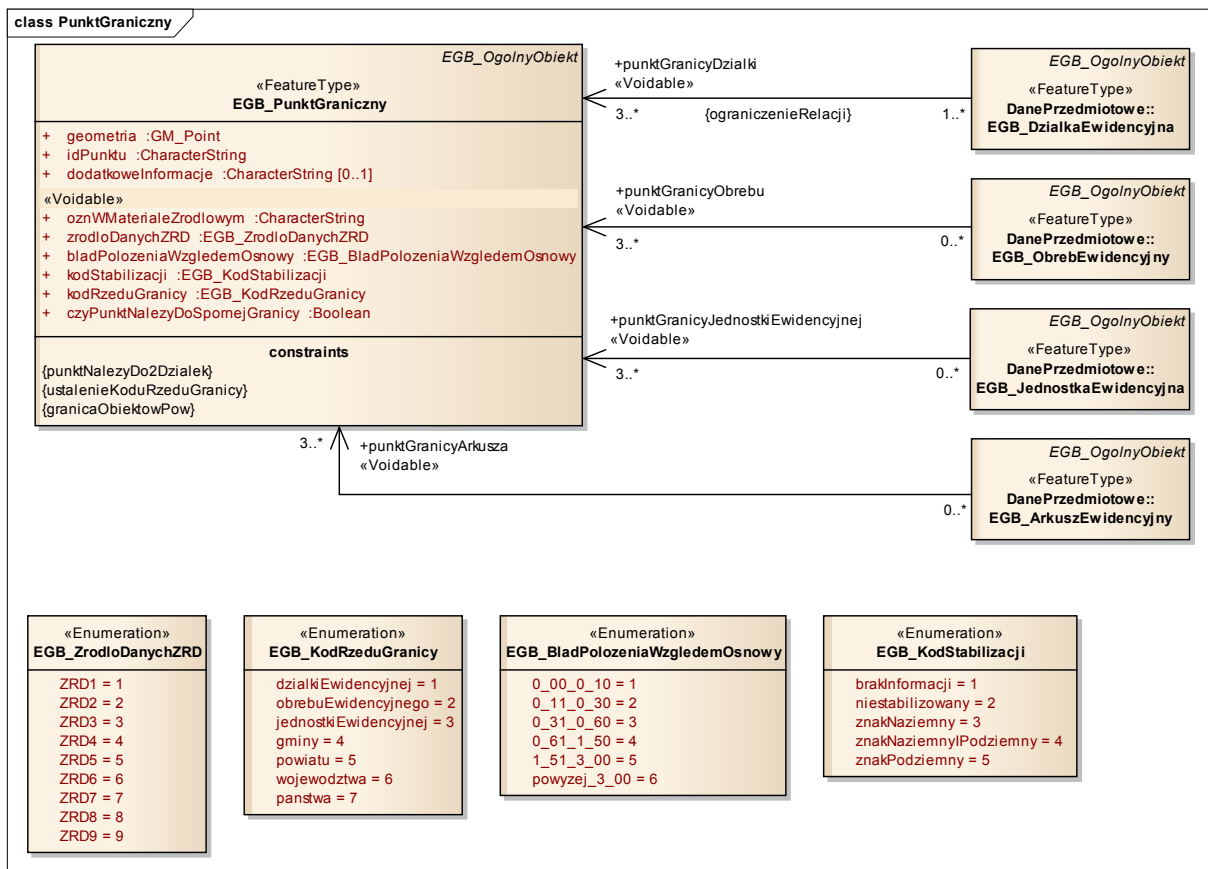 class PunktGraniczny
EGB_OgolnyObiekt
«FeatureType»
EGB_PunktGraniczny
+ geometria :GM_Point
+ idPunktu :CharacterString
+ dodatkoweInformacje :CharacterString [0..1]
«Voidable»
+ oznWMaterialeZrodlowym :CharacterString
+ zrodloDanychZRD :EGB_ZrodloDanychZRD
+ bladPolozeniaWzgledemOsnowy :EGB_BladPolozeniaWzgledemOsnowy
+ kodStabilizacji :EGB_KodStabilizacji
+ kodRzeduGranicy :EGB_KodRzeduGranicy
+ czyPunktNalezyDoSpornejGranicy :Boolean
constraints
{punktNalezyDo2Dzialek}
{ustalenieKoduRzeduGranicy}
{granicaObiektowPow}
+punktGranicyDzialki
«Voidable»
3..*
{ograniczenieRelacji}
1..*
EGB_OgolnyObiekt
«FeatureType»
DanePrzedmiotowe::
EGB_DzialkaEwidencyjna
+punktGranicyObrebu
«Voidable»
3..*
0..*
EGB_OgolnyObiekt
«FeatureType»
DanePrzedmiotowe::
EGB_ObrebEwidencyjny
+punktGranicyJednostkiEwidencyjnej
«Voidable»
3..*
0..*
EGB_OgolnyObiekt
«FeatureType»
DanePrzedmiotowe::
EGB_JednostkaEwidencyjna
3..*
+punktGranicyArkusza
«Voidable»
0..*
EGB_OgolnyObiekt
«FeatureType»
DanePrzedmiotowe::
EGB_ArkuszEwidencyjny
«Enumeration»
EGB_ZrodloDanychZRD
ZRD1 = 1
ZRD2 = 2
ZRD3 = 3
ZRD4 = 4
ZRD5 = 5
ZRD6 = 6
ZRD7 = 7
ZRD8 = 8
ZRD9 = 9
«Enumeration»
EGB_KodRzeduGranicy
dzialkiEwidencyjnej = 1
obrebuEwidencyjnego = 2
jednostkiEwidencyjnej = 3
gminy = 4
powiatu = 5
wojewodztwa = 6
panstwa = 7
«Enumeration»
EGB_BladPolozeniaWzgledemOsnowy
0_00_0_10 = 1
0_11_0_30 = 2
0_31_0_60 = 3
0_61_1_50 = 4
1_51_3_00 = 5
powyzej_3_00 = 6
«Enumeration»
EGB_KodStabilizacji
brakInformacji = 1
niestabilizowany = 2
znakNaziemny = 3
znakNaziemnyIPodziemny = 4
znakPodziemny = 5